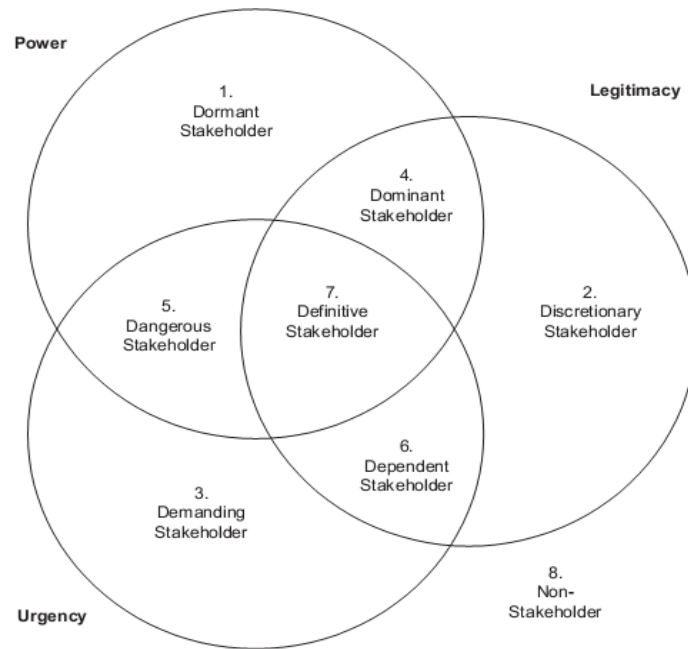 Power
1.
Dormant
Stakeholder
Legitimacy
4.
Dominant
Stakeholder
5.
Dangerous
Stakeholder
7.
Definitive
Stakeholder
2.
Discretionary
Stakeholder
6.
Dependent
Stakeholder
3.
Demanding
Stakeholder
8.
Non-
Stakeholder
Urgency